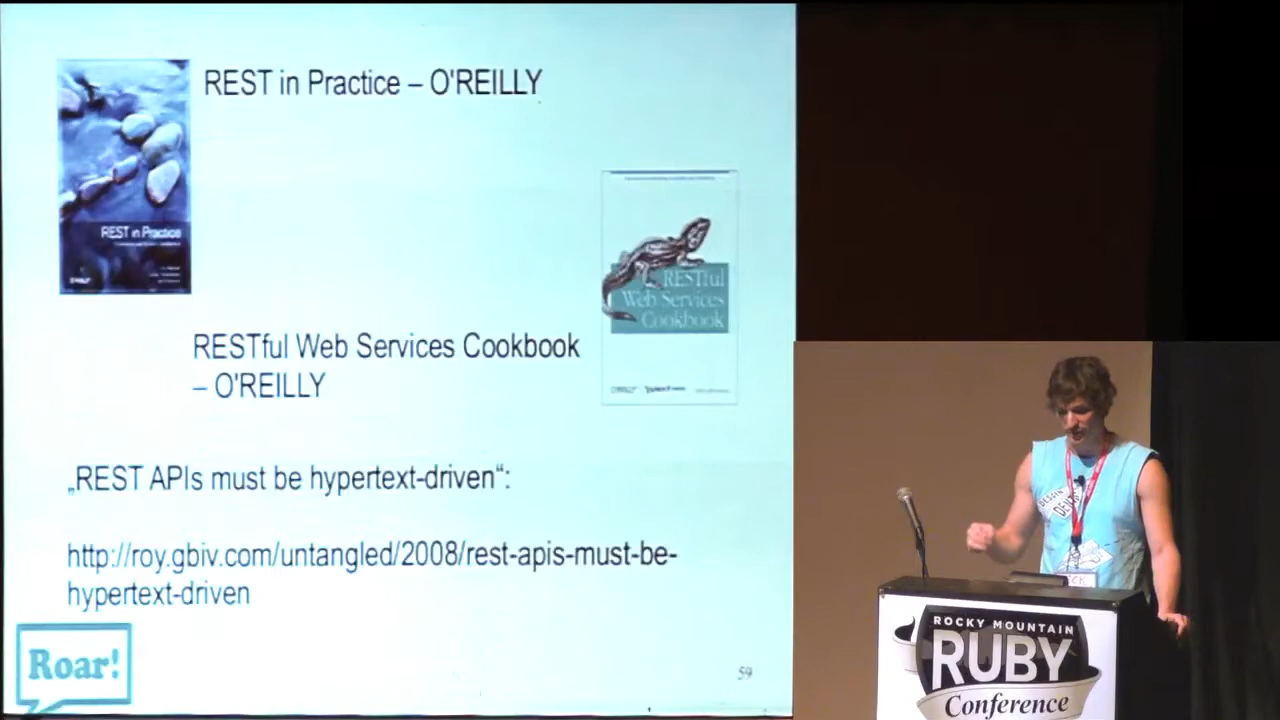 REST in Practice – O'REILLY
REST in Practice
O'REILLY
RESTful
Web Services
Cookbook
O'REILLY
RESTful Web Services Cookbook
– O'REILLY
„REST APIs must be hypertext-driven“:
http://roy.gbiv.com/untangled/2008/rest-apis-must-be-
hypertext-driven
Roar!
59
ROCKY MOUNTAIN
RUBY
Conference